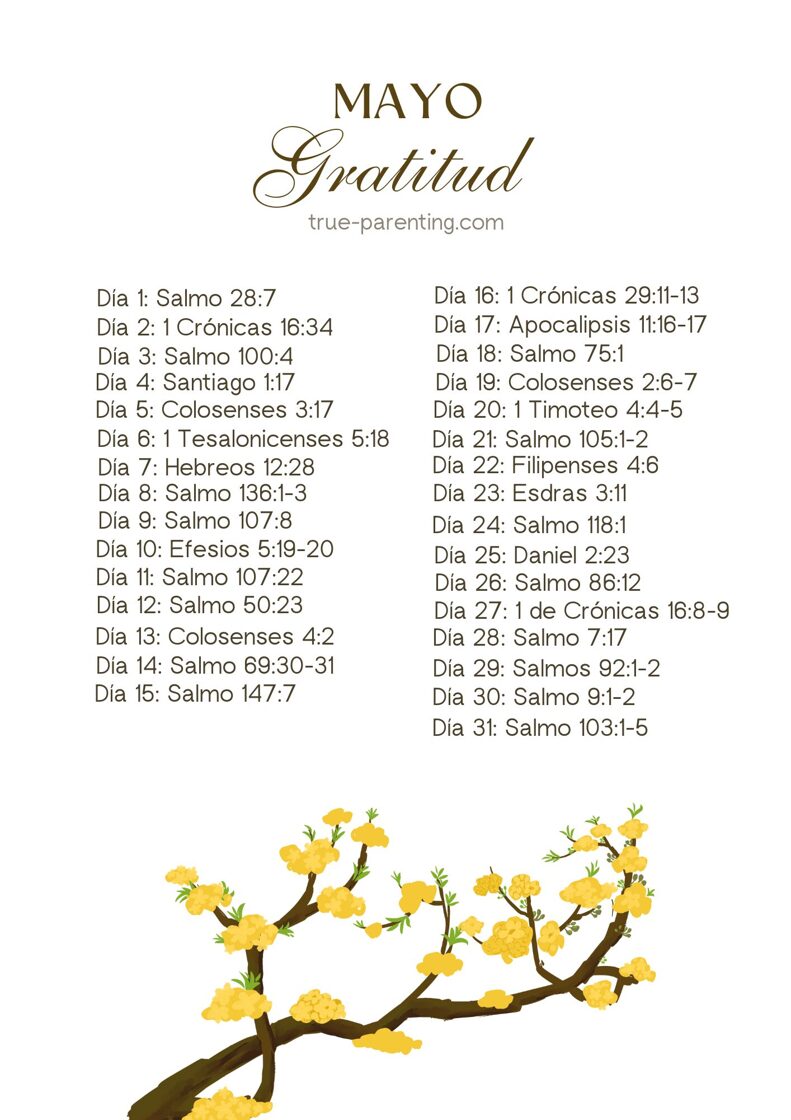 MAYO
Gratitud
true-parenting.com
Día 1: Salmo 28:7
Día 2: 1 Crónicas 16:34
Día 3: Salmo 100:4
Día 4: Santiago 1:17
Día 5: Colosenses 3:17
Día 6: 1 Tesalonicenses 5:18
Día 7: Hebreos 12:28
Día 8: Salmo 136:1-3
Día 9: Salmo 107:8
Día 10: Efesios 5:19-20
Día 11: Salmo 107:22
Día 12: Salmo 50:23
Día 13: Colosenses 4:2
Día 14: Salmo 69:30-31
Día 15: Salmo 147:7
Día 16: 1 Crónicas 29:11-13
Día 17: Apocalipsis 11:16-17
Día 18: Salmo 75:1
Día 19: Colosenses 2:6-7
Día 20: 1 Timoteo 4:4-5
Día 21: Salmo 105:1-2
Día 22: Filipenses 4:6
Día 23: Esdras 3:11
Día 24: Salmo 118:1
Día 25: Daniel 2:23
Día 26: Salmo 86:12
Día 27: 1 de Crónicas 16:8-9
Día 28: Salmo 7:17
Día 29: Salmos 92:1-2
Día 30: Salmo 9:1-2
Día 31: Salmo 103:1-5